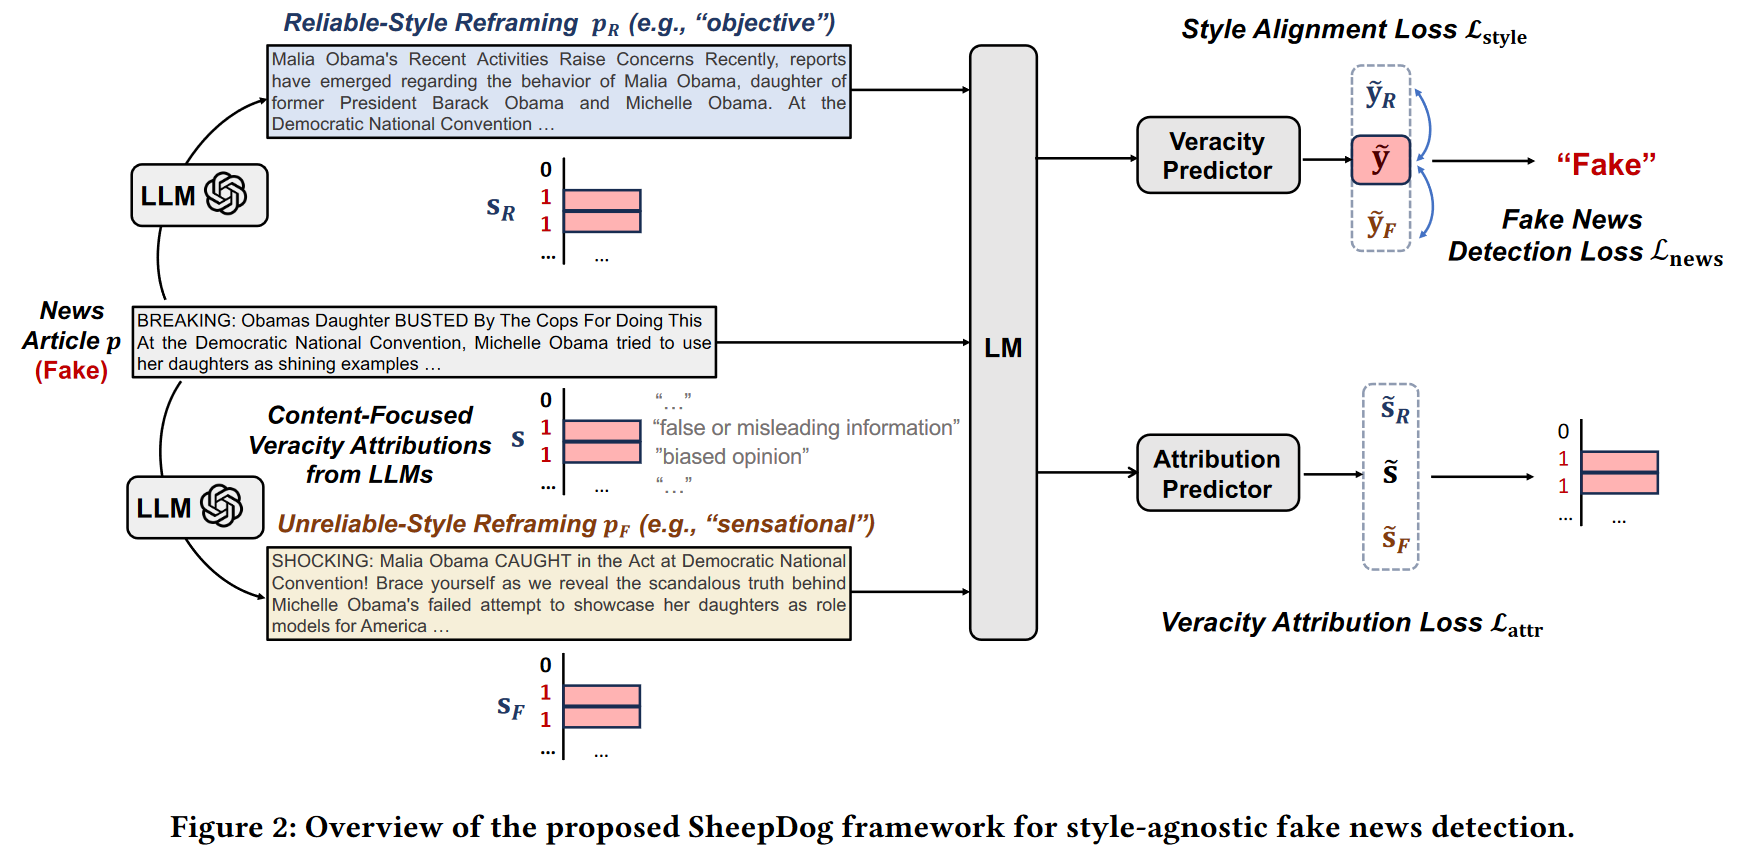 Reliable-Style Reframing p_R (e.g., “objective”)
Malia Obama's Recent Activities Raise Concerns Recently, reports
have emerged regarding the behavior of Malia Obama, daughter of
former President Barack Obama and Michelle Obama. At the
Democratic National Convention …
LLM
s_R
0
1
1
...
...
News
Article p
(Fake)
BREAKING: Obamas Daughter BUSTED By The Cops For Doing This
At the Democratic National Convention, Michelle Obama tried to use
her daughters as shining examples …
Content-Focused
Veracity Attributions
from LLMs
s
0
1
1
...
...
“…”
“false or misleading information”
”biased opinion”
“…”
LLM
Unreliable-Style Reframing p_F (e.g., “sensational”)
SHOCKING: Malia Obama CAUGHT in the Act at Democratic National
Convention! Brace yourself as we reveal the scandalous truth behind
Michelle Obama's failed attempt to showcase her daughters as role
models for America …
s_F
0
1
1
...
...
LM
Style Alignment Loss ℒ_style
Veracity
Predictor
ỹ_R
ỹ
ỹ_F
“Fake”
Fake News
Detection Loss ℒ_news
Attribution
Predictor
s̃_R
s̃
s̃_F
0
1
1
...
...
Veracity Attribution Loss ℒ_attr
Figure 2: Overview of the proposed SheepDog framework for style-agnostic fake news detection.